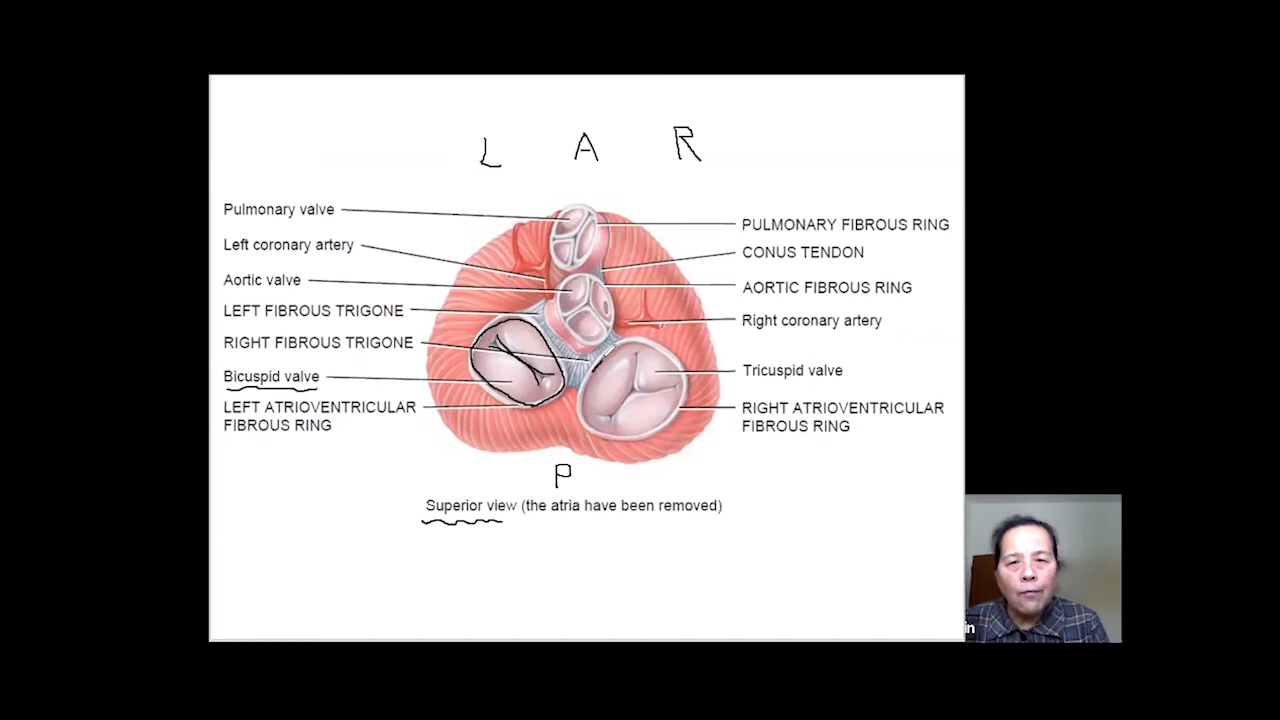 L A R
Pulmonary valve
Left coronary artery
Aortic valve
LEFT FIBROUS TRIGONE
RIGHT FIBROUS TRIGONE
Bicuspid valve
LEFT ATRIOVENTRICULAR
FIBROUS RING
PULMONARY FIBROUS RING
CONUS TENDON
AORTIC FIBROUS RING
Right coronary artery
Tricuspid valve
RIGHT ATRIOVENTRICULAR
FIBROUS RING
P
Superior view (the atria have been removed)
in